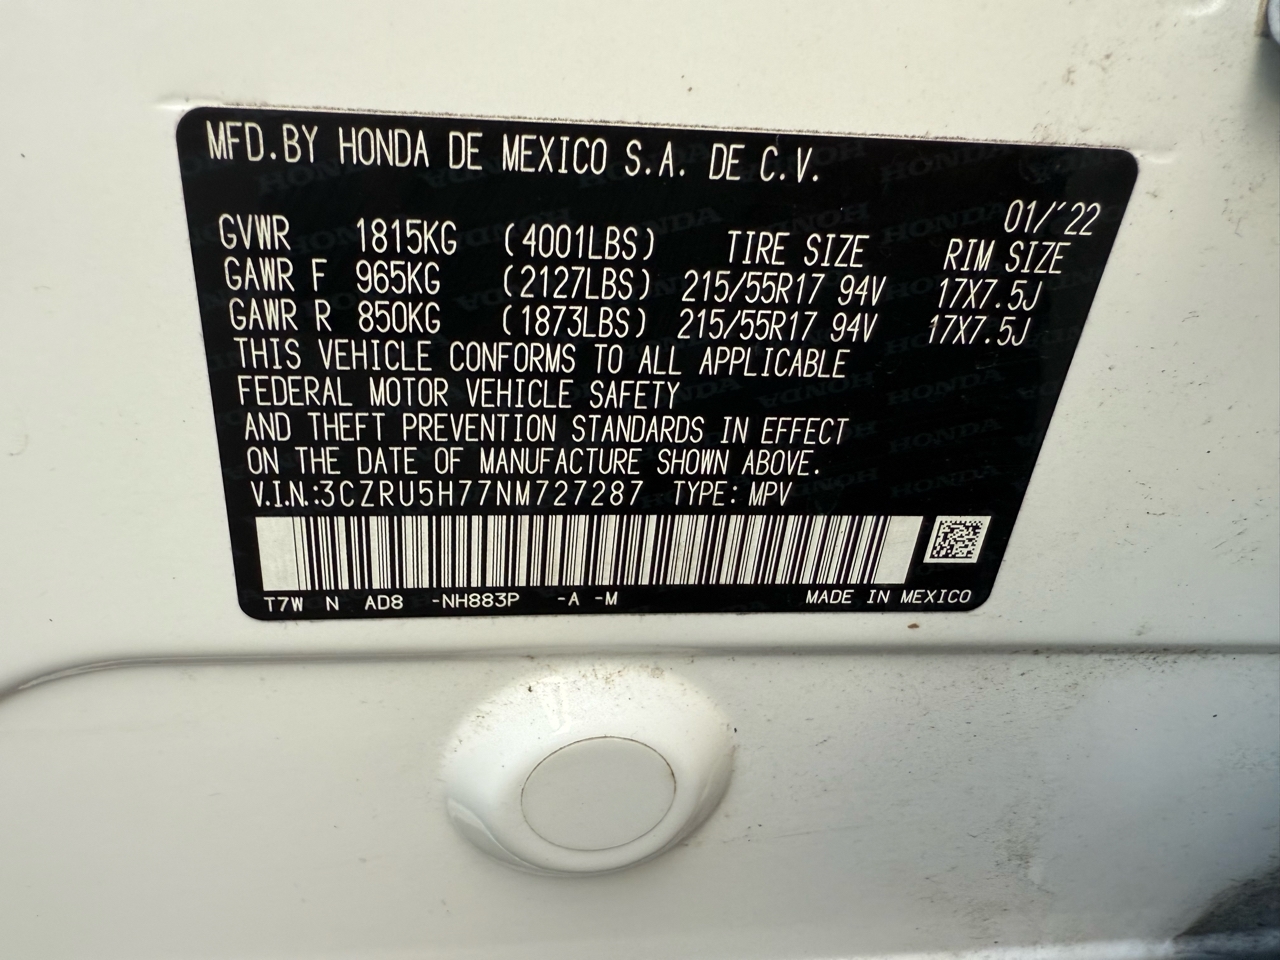 MFD.BY HONDA DE MEXICO S.A. DE C.V.
01/'22
GVWR 1815KG (4001LBS) TIRE SIZE RIM SIZE
GAWR F 965KG (2127LBS) 215/55R17 94V 17X7.5J
GAWR R 850KG (1873LBS) 215/55R17 94V 17X7.5J
THIS VEHICLE CONFORMS TO ALL APPLICABLE
FEDERAL MOTOR VEHICLE SAFETY
AND THEFT PREVENTION STANDARDS IN EFFECT
ON THE DATE OF MANUFACTURE SHOWN ABOVE.
V.I.N.:3CZRU5H77NM727287 TYPE: MPV
T7W N AD8 -NH883P -A -M MADE IN MEXICO